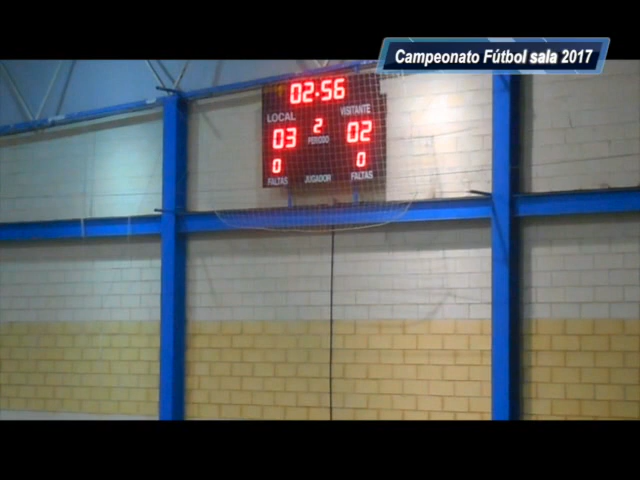 Campeonato Fútbol sala 2017
02:56
LOCAL VISITANTE
03 2 02
PERIODO
0 0
FALTAS JUGADOR FALTAS